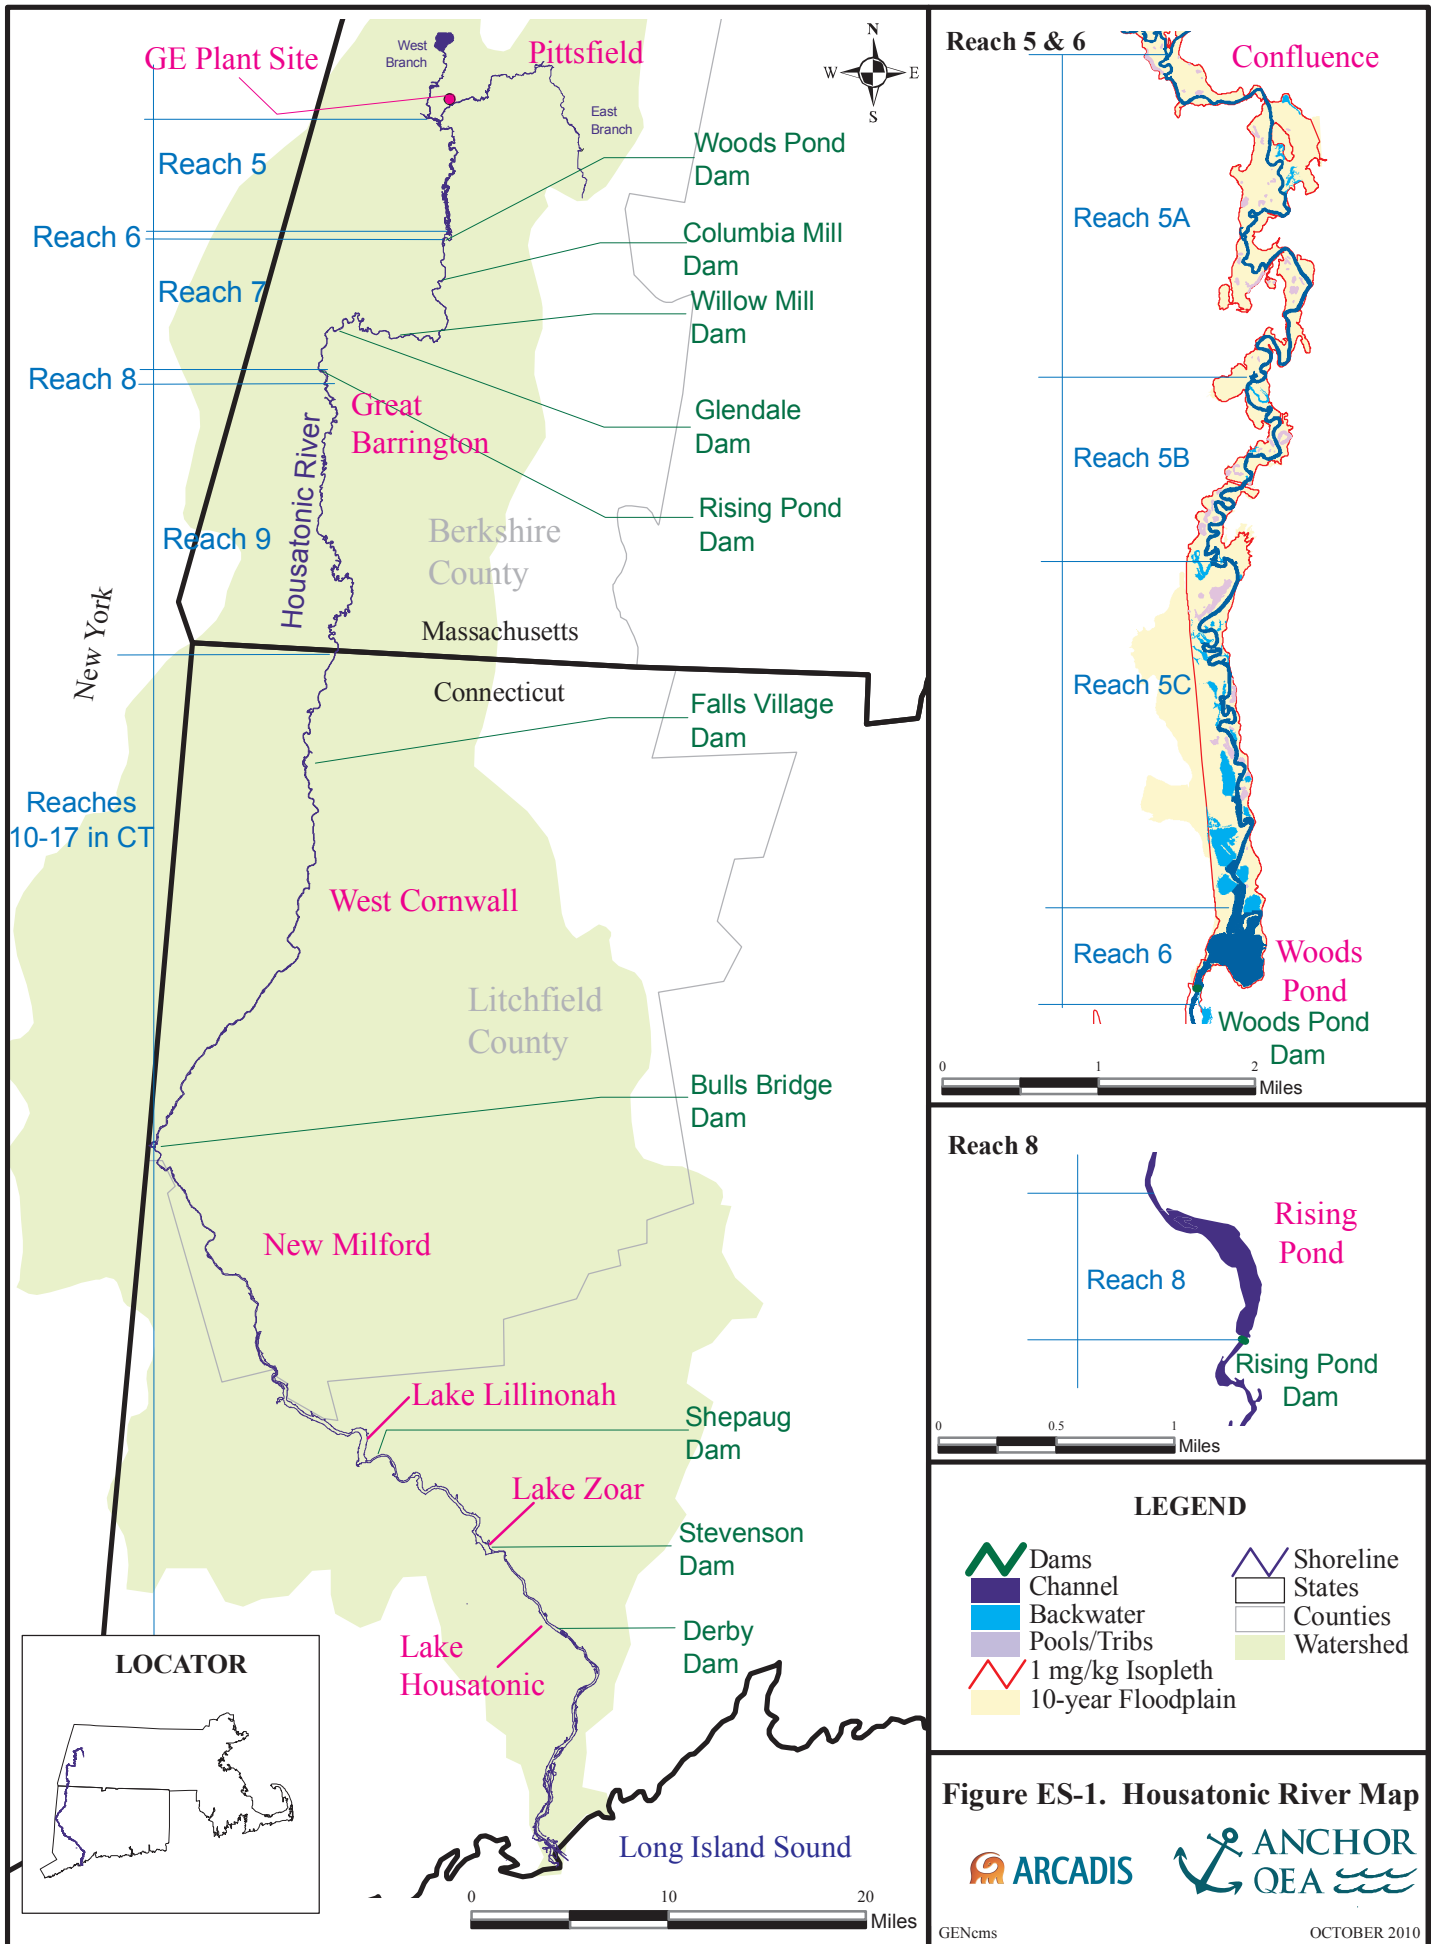 GE Plant Site
West
Branch
Pittsfield
East
Branch
N
W
E
S
Reach 5
Reach 6
Reach 7
Reach 8
Reach 9
Woods Pond
Dam
Columbia Mill
Dam
Willow Mill
Dam
Glendale
Dam
Rising Pond
Dam
Great
Barrington
Housatonic River
Berkshire
County
New York
Massachusetts
Connecticut
Falls Village
Dam
Reaches
10-17 in CT
West Cornwall
Litchfield
County
Bulls Bridge
Dam
New Milford
Lake Lillinonah
Shepaug
Dam
Lake Zoar
Stevenson
Dam
Lake
Housatonic
Derby
Dam
LOCATOR
Long Island Sound
0 10 20
Miles
Reach 5 & 6
Confluence
Reach 5A
Reach 5B
Reach 5C
Reach 6
Woods
Pond
Woods Pond
Dam
0 1 2
Miles
Reach 8
Rising
Pond
Reach 8
Rising Pond
Dam
0 0.5 1
Miles
LEGEND
Dams
Channel
Backwater
Pools/Tribs
1 mg/kg Isopleth
10-year Floodplain
Shoreline
States
Counties
Watershed
Figure ES-1. Housatonic River Map
ARCADIS
ANCHOR
QEA
GENcms
OCTOBER 2010